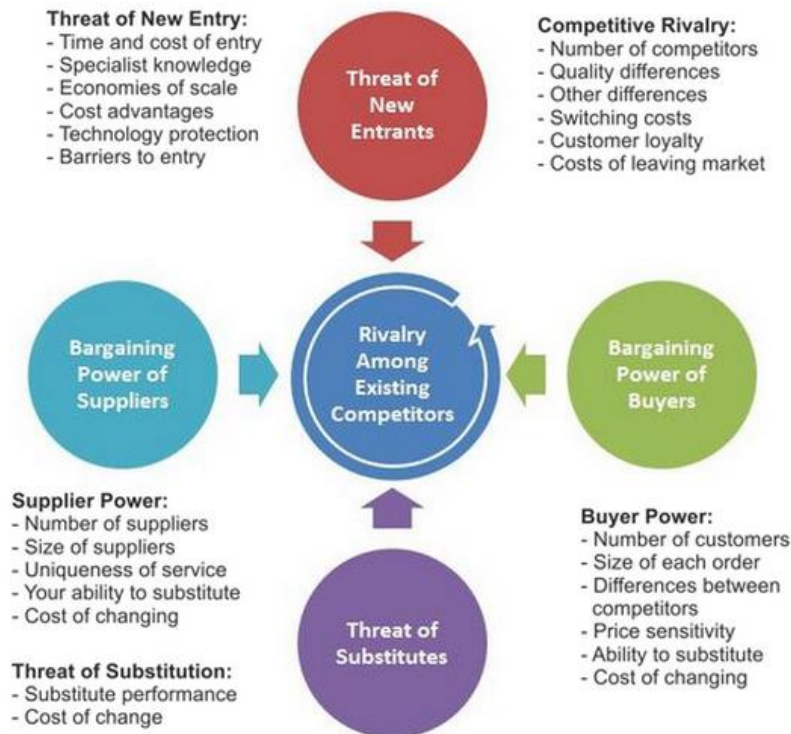 Threat of New Entry:
- Time and cost of entry
- Specialist knowledge
- Economies of scale
- Cost advantages
- Technology protection
- Barriers to entry
Threat of
New
Entrants
Competitive Rivalry:
- Number of competitors
- Quality differences
- Other differences
- Switching costs
- Customer loyalty
- Costs of leaving market
Bargaining
Power of
Suppliers
Rivalry
Among
Existing
Competitors
Bargaining
Power of
Buyers
Supplier Power:
- Number of suppliers
- Size of suppliers
- Uniqueness of service
- Your ability to substitute
- Cost of changing
Threat of Substitution:
- Substitute performance
- Cost of change
Threat of
Substitutes
Buyer Power:
- Number of customers
- Size of each order
- Differences between
competitors
- Price sensitivity
- Ability to substitute
- Cost of changing